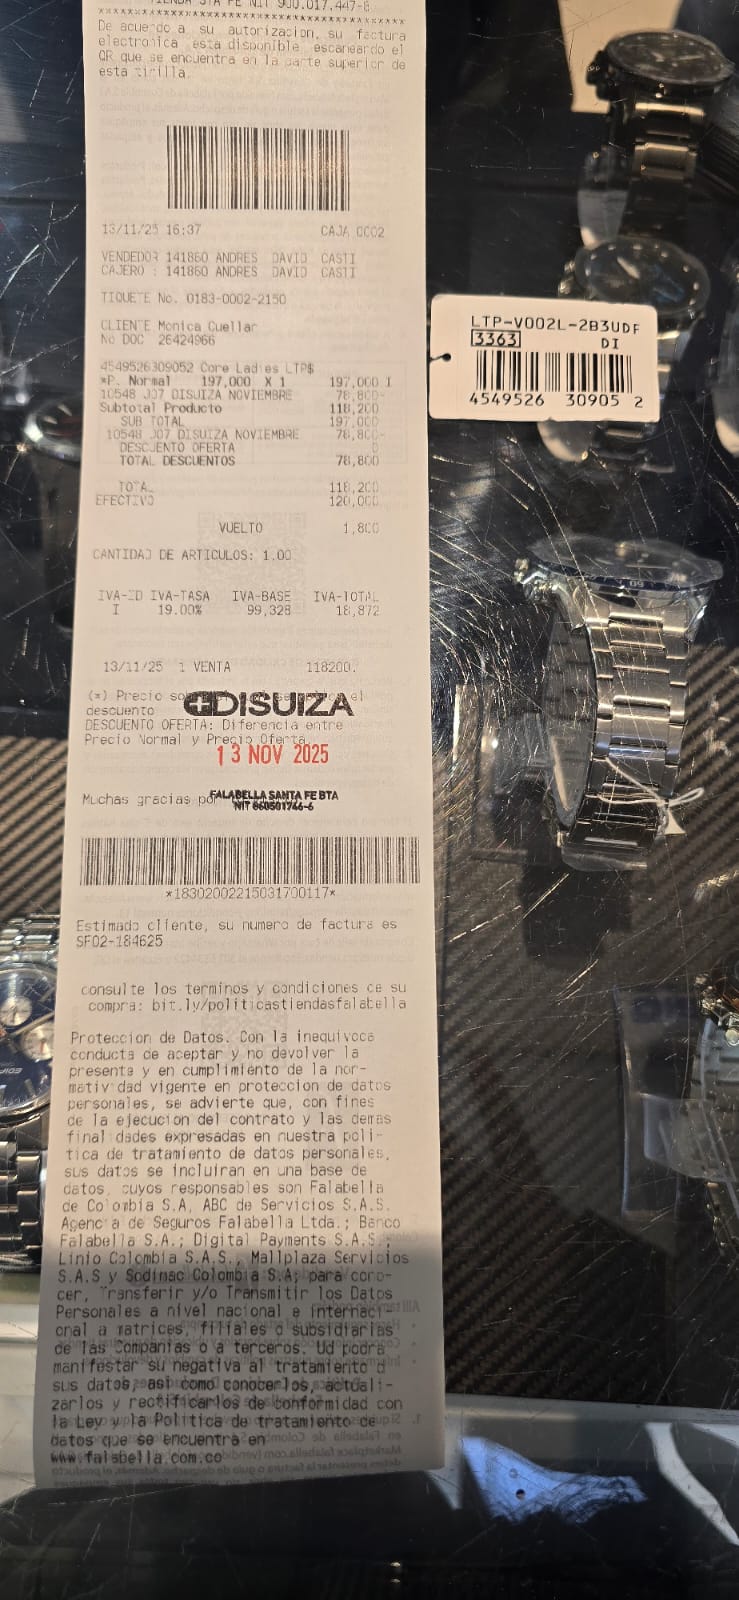 TIENDA STA FE NIT 900.017.447-8
De acuerdo a su autorizacion, su factura
electronica esta disponible escaneando el
QR que se encuentra en la parte superior de
esta tirilla.
13/11/25 16:37 CAJA 0002
VENDEDOR 141860 ANDRES DAVID CASTI
CAJERO : 141860 ANDRES DAVID CASTI
TIQUETE No. 0183-0002-2150
CLIENTE Monica Cuellar
No DOC 26424966
4549526309052 Core Ladies LTP$
*P. Normal 197,000 X 1 197,000 I
10548 J07 DISUIZA NOVIEMBRE 78,800-
Subtotal Producto 118,200
SUB TOTAL 197,000
10548 J07 DISUIZA NOVIEMBRE 78,800-
DESCUENTO OFERTA 0
TOTAL DESCUENTOS 78,800
TOTAL 118,200
EFECTIVO 120,000
VUELTO 1,800
CANTIDAD DE ARTICULOS: 1.00
IVA-ID IVA-TASA IVA-BASE IVA-TOTAL
I 19.00% 99,328 18,872
13/11/25 1 VENTA 118200.
(*) Precio el
descuento
DISUIZA
DESCUENTO OFERTA: Diferencia entre
Precio Normal y Precio Oferta
13 NOV 2025
Muchas gracias por
FALABELLA SANTA FE BTA
NIT 860501746-6
*18302002215031700117*
Estimado cliente, su numero de factura es
SF02-184625
consulte los terminos y condiciones de su
compra: bit.ly/politicastiendasfalabella
Proteccion de Datos. Con la inequivoca
conducta de aceptar y no devolver la
presente y en cumplimiento de la nor-
matividad vigente en proteccion de datos
personales, se advierte que, con fines
de la ejecucion del contrato y las demas
finalidades expresadas en nuestra poli-
tica de tratamiento de datos personales,
sus datos se incluiran en una base de
datos, cuyos responsables son Falabella
de Colombia S.A, ABC de Servicios S.A.S.
Agencia de Seguros Falabella Ltda.; Banco
Falabella S.A.; Digital Payments S.A.S.;
Linio Colombia S.A.S., Mallplaza Servicios
S.A.S y Sodimac Colombia S.A; para cono-
cer, Transferir y/o Transmitir los Datos
Personales a nivel nacional e internaci-
onal a matrices, filiales o subsidiarias
de las Companias o a terceros. Ud podra
manifestar su negativa al tratamiento
sus datos, asi como conocerlos, actuali-
zarlos y rectificarlos de conformidad con
la Ley y la Politica de tratamiento de
datos que se encuentra en
www.falabella.com.co
LTP-V002L-2B3UDF
3363 DI
4549526 30905 2